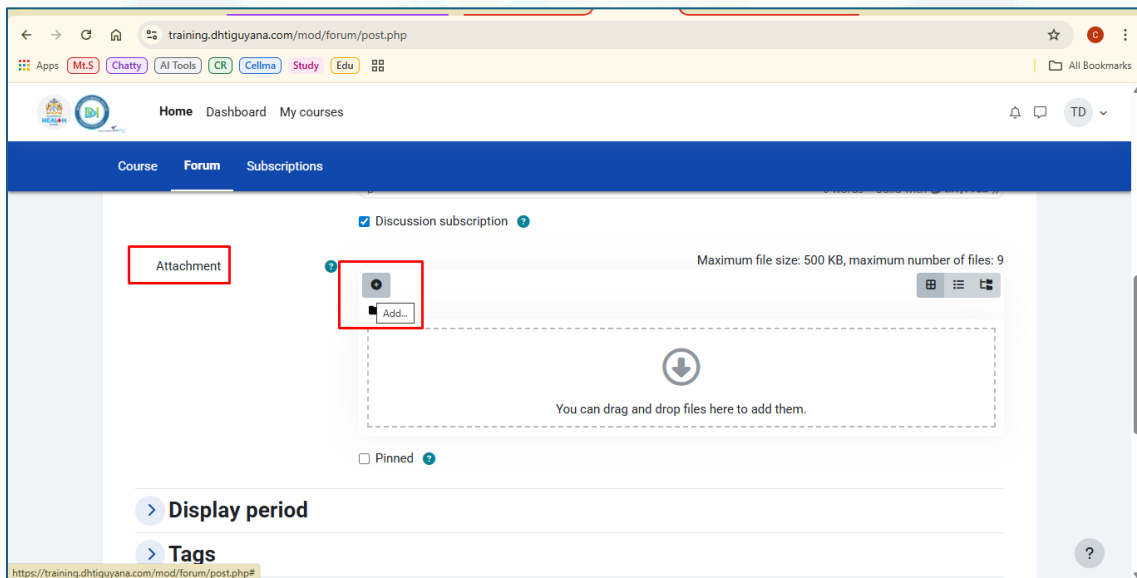 training.dhtiguyana.com/mod/forum/post.php
C
Apps Mt.S Chatty AI Tools CR Cellma Study Edu All Bookmarks
HEALTH
Home Dashboard My courses
TD
Course Forum Subscriptions
Discussion subscription ?
Attachment ? Maximum file size: 500 KB, maximum number of files: 9
Add...
You can drag and drop files here to add them.
Pinned ?
Display period
Tags
?
https://training.dhtiguyana.com/mod/forum/post.php#